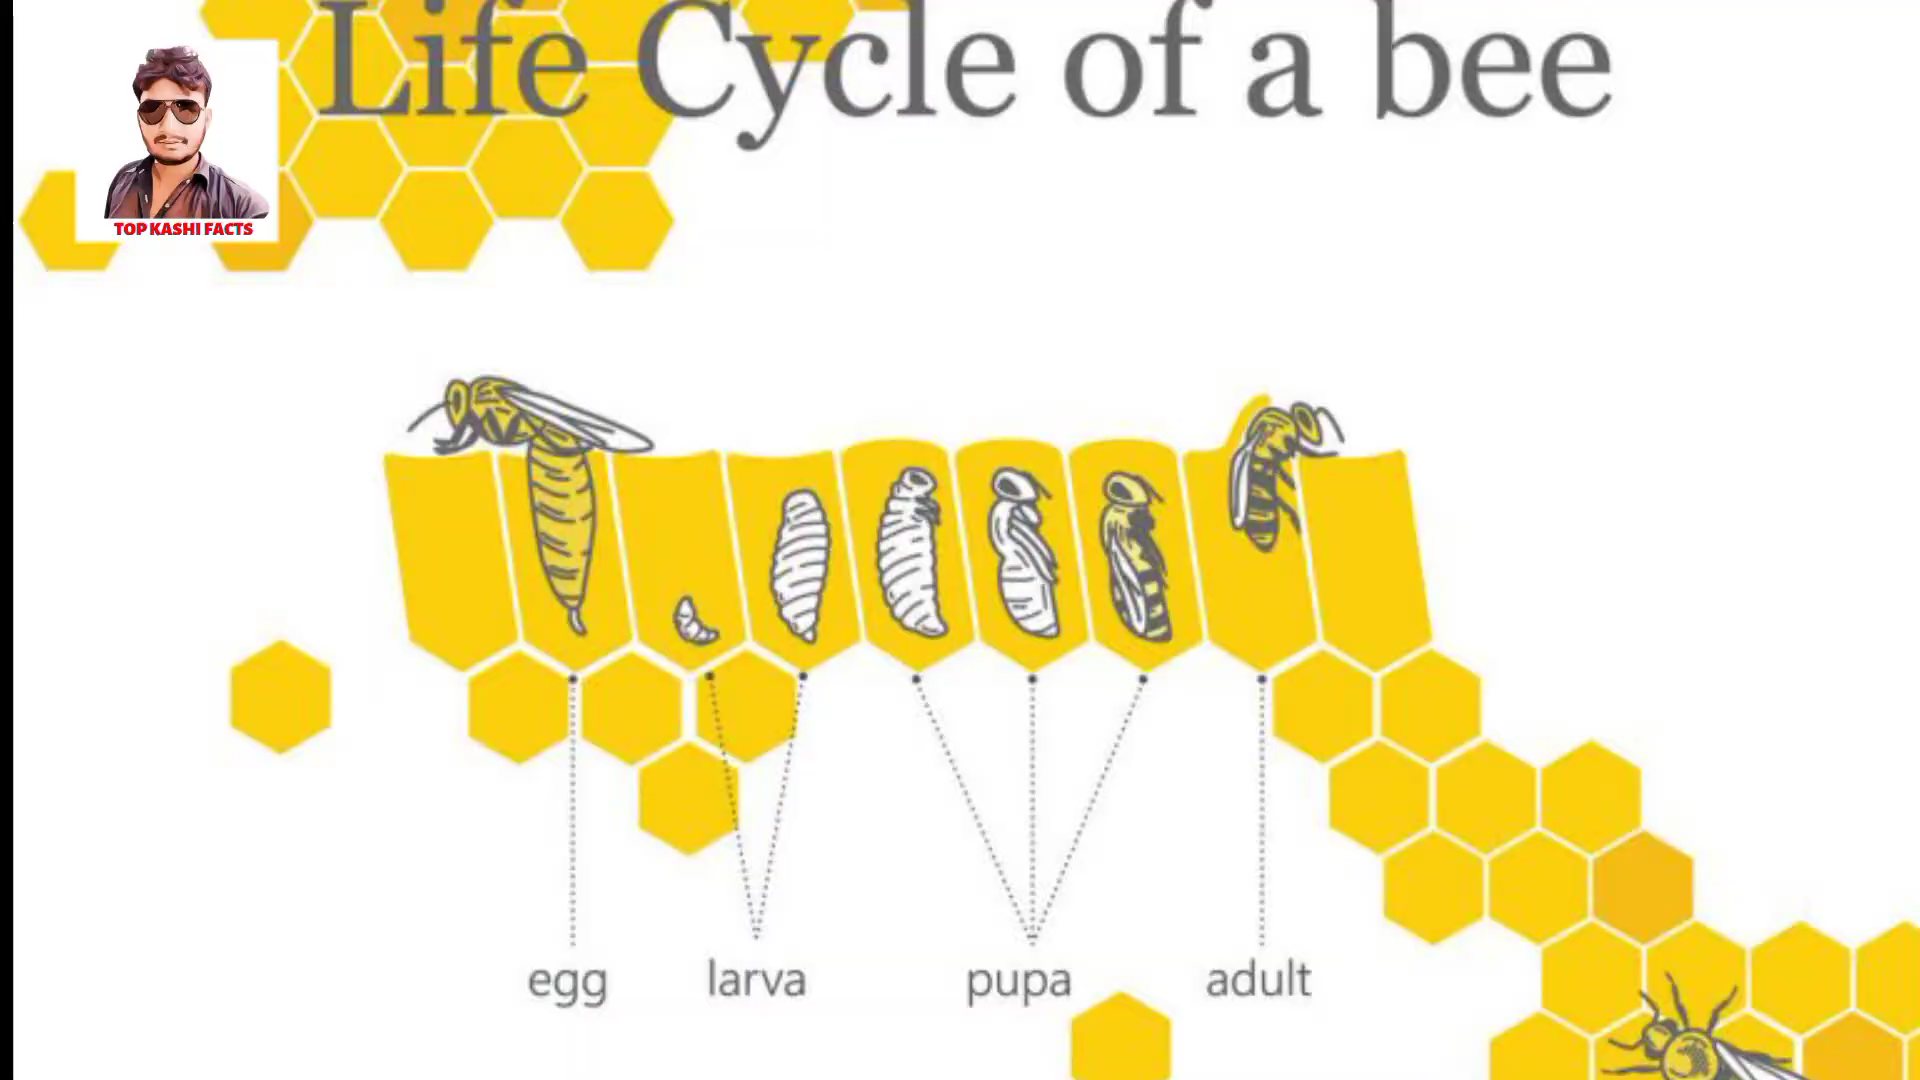 Life Cycle of a bee
TOP KASHI FACTS
egg
larva
pupa
adult